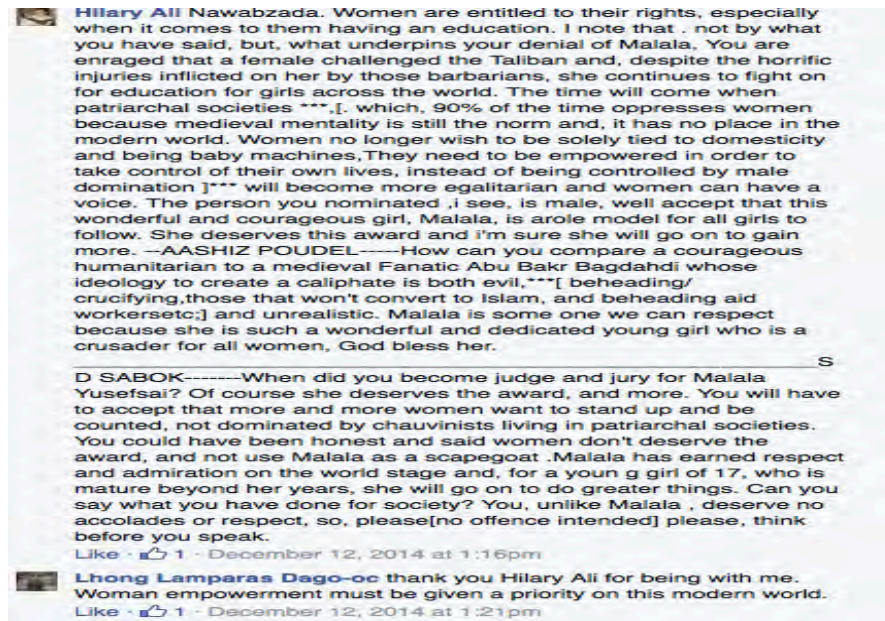 Hilary Ali Nawabzada. Women are entitled to their rights, especially
when it comes to them having an education. I note that . not by what
you have said, but, what underpins your denial of Malala, You are
enraged that a female challenged the Taliban and, despite the horrific
injuries inflicted on her by those barbarians, she continues to fight on
for education for girls across the world. The time will come when
patriarchal societies ***,[. which, 90% of the time oppresses women
because medieval mentality is still the norm and, it has no place in the
modern world. Women no longer wish to be solely tied to domesticity
and being baby machines,They need to be empowered in order to
take control of their own lives, instead of being controlled by male
domination ]*** will become more egalitarian and women can have a
voice. The person you nominated ,i see, is male, well accept that this
wonderful and courageous girl, Malala, is arole model for all girls to
follow. She deserves this award and i'm sure she will go on to gain
more. --AASHIZ POUDEL-----How can you compare a courageous
humanitarian to a medieval Fanatic Abu Bakr Bagdahdi whose
ideology to create a caliphate is both evil,***[ beheading/
crucifying,those that won't convert to Islam, and beheading aid
workersetc;] and unrealistic. Malala is some one we can respect
because she is such a wonderful and dedicated young girl who is a
crusader for all women, God bless her.
____________________________________________________________S
D SABOK-------When did you become judge and jury for Malala
Yusefsai? Of course she deserves the award, and more. You will have
to accept that more and more women want to stand up and be
counted, not dominated by chauvinists living in patriarchal societies.
You could have been honest and said women don't deserve the
award, and not use Malala as a scapegoat .Malala has earned respect
and admiration on the world stage and, for a youn g girl of 17, who is
mature beyond her years, she will go on to do greater things. Can you
say what you have done for society? You, unlike Malala , deserve no
accolades or respect, so, please[no offence intended] please, think
before you speak.
Like · 1 · December 12, 2014 at 1:16pm
Lhong Lamparas Dago-oc thank you Hilary Ali for being with me.
Woman empowerment must be given a priority on this modern world.
Like · 1 · December 12, 2014 at 1:21pm